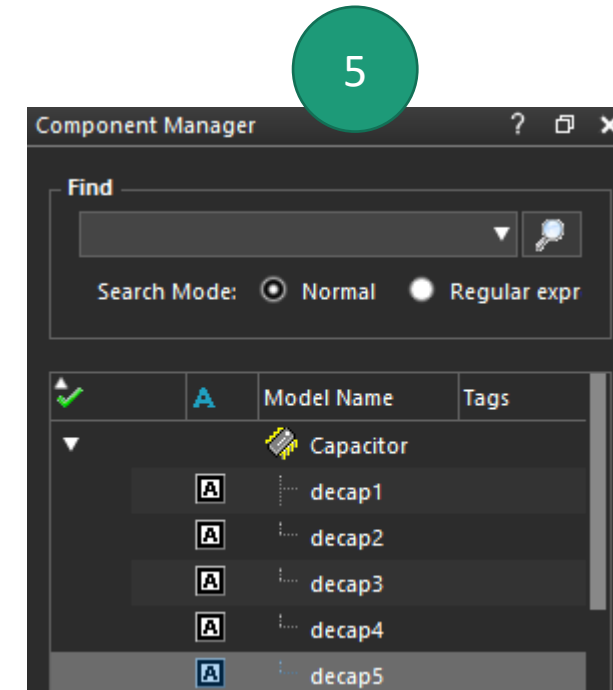 5
Component Manager ?
Find
Search Mode: Normal Regular expr
A Model Name Tags
Capacitor
A decap1
A decap2
A decap3
A decap4
A decap5